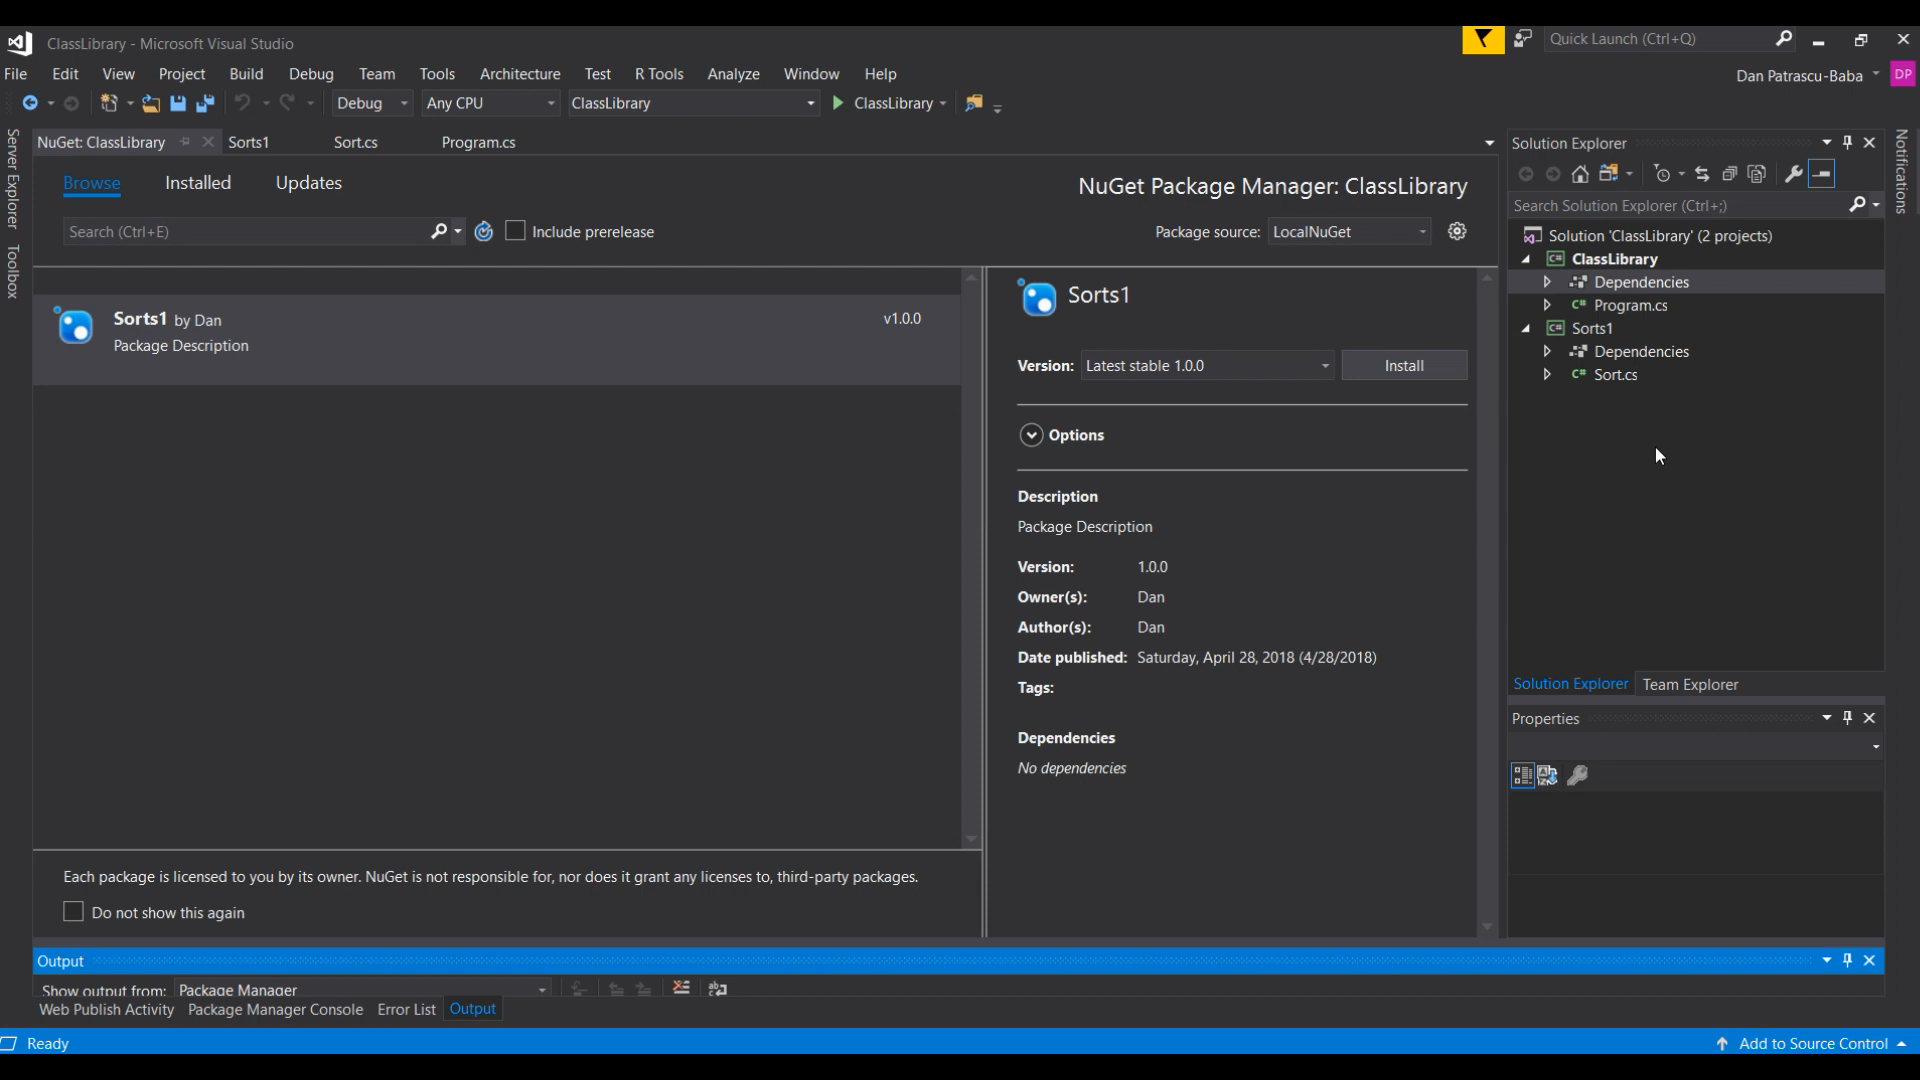 ClassLibrary - Microsoft Visual Studio
Quick Launch (Ctrl+Q)
File Edit View Project Build Debug Team Tools Architecture Test R Tools Analyze Window Help
Dan Patrascu-Baba DP
Debug Any CPU ClassLibrary ClassLibrary
Server Explorer
Toolbox
NuGet: ClassLibrary Sorts1 Sort.cs Program.cs
Browse Installed Updates
NuGet Package Manager: ClassLibrary
Search (Ctrl+E)
Include prerelease
Package source: LocalNuGet
Sorts1 by Dan v1.0.0
Package Description
Each package is licensed to you by its owner. NuGet is not responsible for, nor does it grant any licenses to, third-party packages.
Do not show this again
Sorts1
Version: Latest stable 1.0.0 Install
Options
Description
Package Description
Version: 1.0.0
Owner(s): Dan
Author(s): Dan
Date published: Saturday, April 28, 2018 (4/28/2018)
Tags:
Dependencies
No dependencies
Solution Explorer
Search Solution Explorer (Ctrl+;)
Solution 'ClassLibrary' (2 projects)
C# ClassLibrary
Dependencies
C# Program.cs
C# Sorts1
Dependencies
C# Sort.cs
Solution Explorer Team Explorer
Properties
Notifications
Output
Show output from: Package Manager
Web Publish Activity Package Manager Console Error List Output
Ready
Add to Source Control